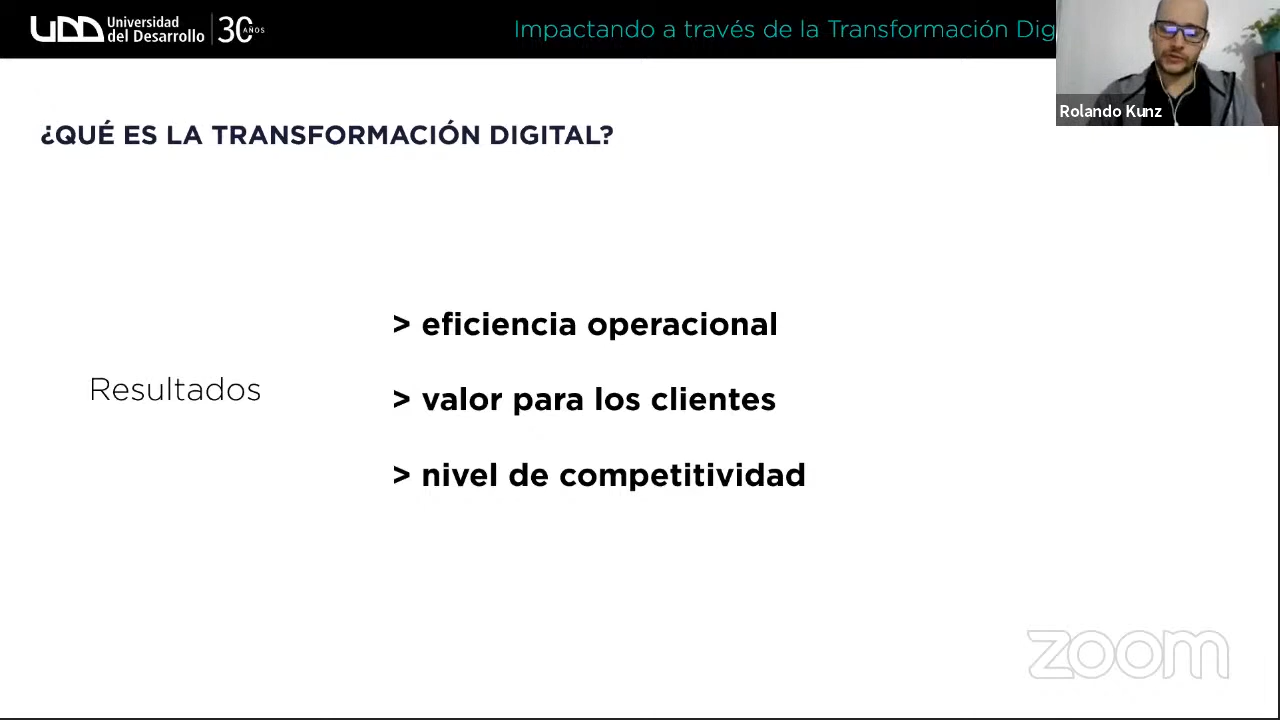 UDD Universidad
del Desarrollo 30 AÑOS
Impactando a través de la Transformación Dig
Rolando Kunz
¿QUÉ ES LA TRANSFORMACIÓN DIGITAL?
> eficiencia operacional
Resultados
> valor para los clientes
> nivel de competitividad
zoom